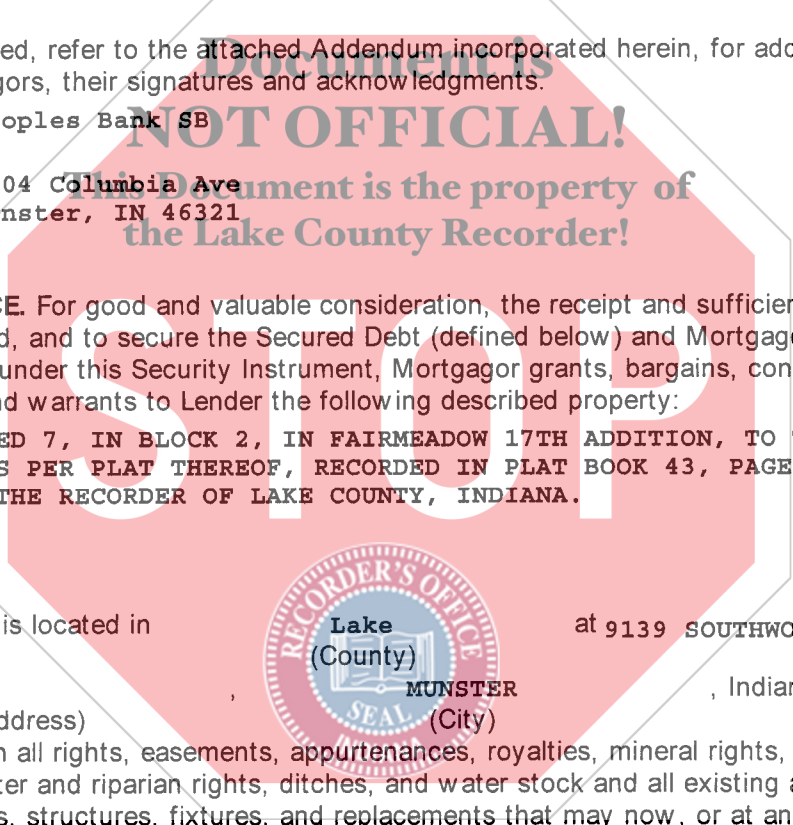 ed, refer to the attached Addendum incorporated herein, for add
gors, their signatures and acknowledgments.
Document is
NOT OFFICIAL!
This Document is the property of
the Lake County Recorder!
oples Bank SB
04 Columbia Ave
nster, IN 46321
CE. For good and valuable consideration, the receipt and sufficien
d, and to secure the Secured Debt (defined below) and Mortgago
under this Security Instrument, Mortgagor grants, bargains, con
nd warrants to Lender the following described property:
STOP
ED 7, IN BLOCK 2, IN FAIRMEADOW 17TH ADDITION, TO
S PER PLAT THEREOF, RECORDED IN PLAT BOOK 43, PAGE
THE RECORDER OF LAKE COUNTY, INDIANA.
RECORDER'S OFFICE
SEAL
INDIANA
is located in Lake at 9139 SOUTHWO
(County)
, MUNSTER , Indian
ddress) (City)
n all rights, easements, appurtenances, royalties, mineral rights,
ter and riparian rights, ditches, and water stock and all existing a
s, structures, fixtures, and replacements that may now, or at an